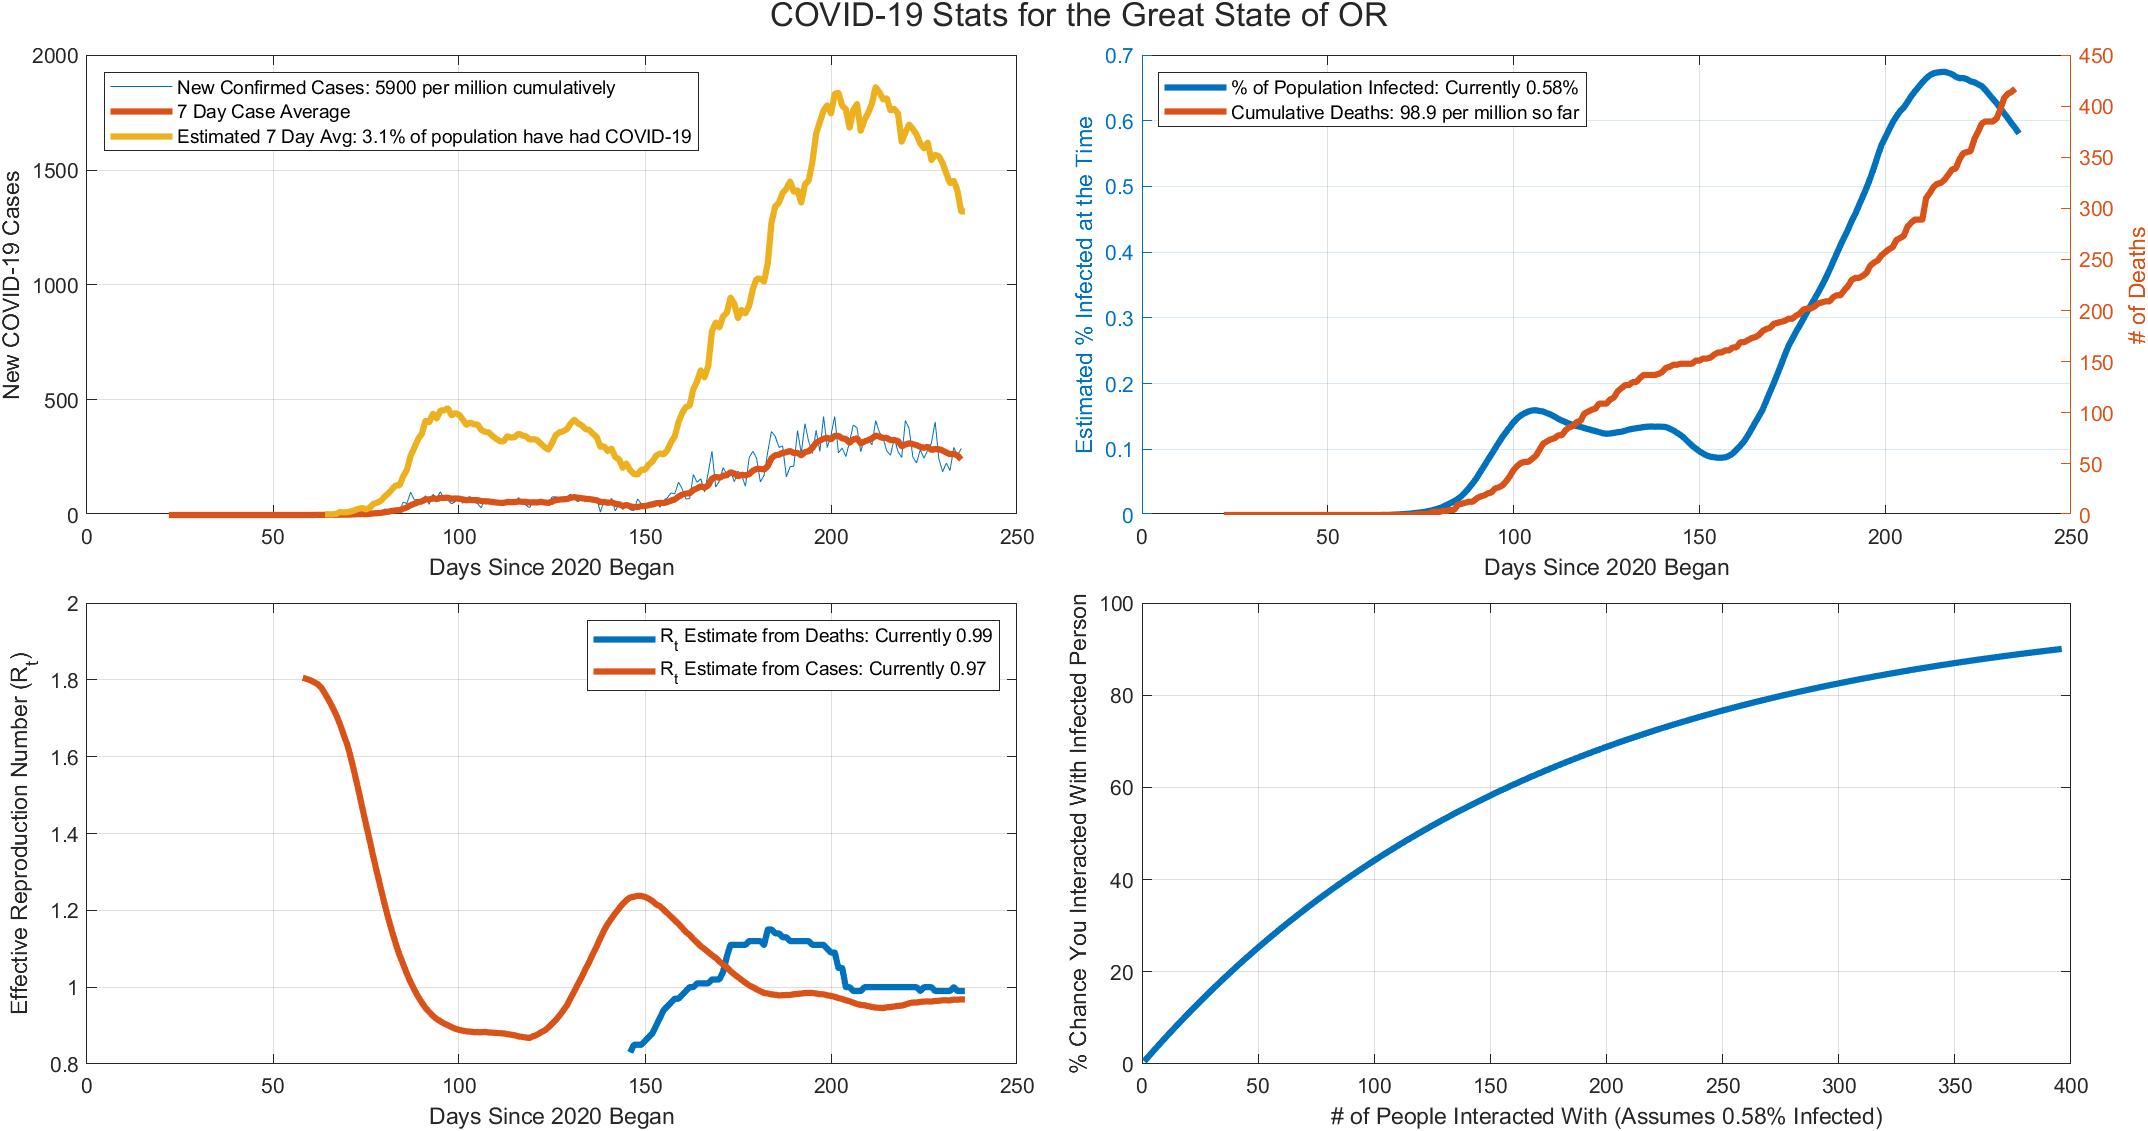 COVID-19 Stats for the Great State of OR
New Confirmed Cases: 5900 per million cumulatively
7 Day Case Average
Estimated 7 Day Avg: 3.1% of population have had COVID-19
New COVID-19 Cases
2000
1500
1000
500
0
0 50 100 150 200 250
Days Since 2020 Began
% of Population Infected: Currently 0.58%
Cumulative Deaths: 98.9 per million so far
Estimated % Infected at the Time
0.7
0.6
0.5
0.4
0.3
0.2
0.1
0
450
400
350
300
250
200
150
100
50
0
# of Deaths
0 50 100 150 200 250
Days Since 2020 Began
Rt Estimate from Deaths: Currently 0.99
Rt Estimate from Cases: Currently 0.97
Effective Reproduction Number (Rt)
2
1.8
1.6
1.4
1.2
1
0.8
0 50 100 150 200 250
Days Since 2020 Began
% Chance You Interacted With Infected Person
100
80
60
40
20
0
0 50 100 150 200 250 300 350 400
# of People Interacted With (Assumes 0.58% Infected)